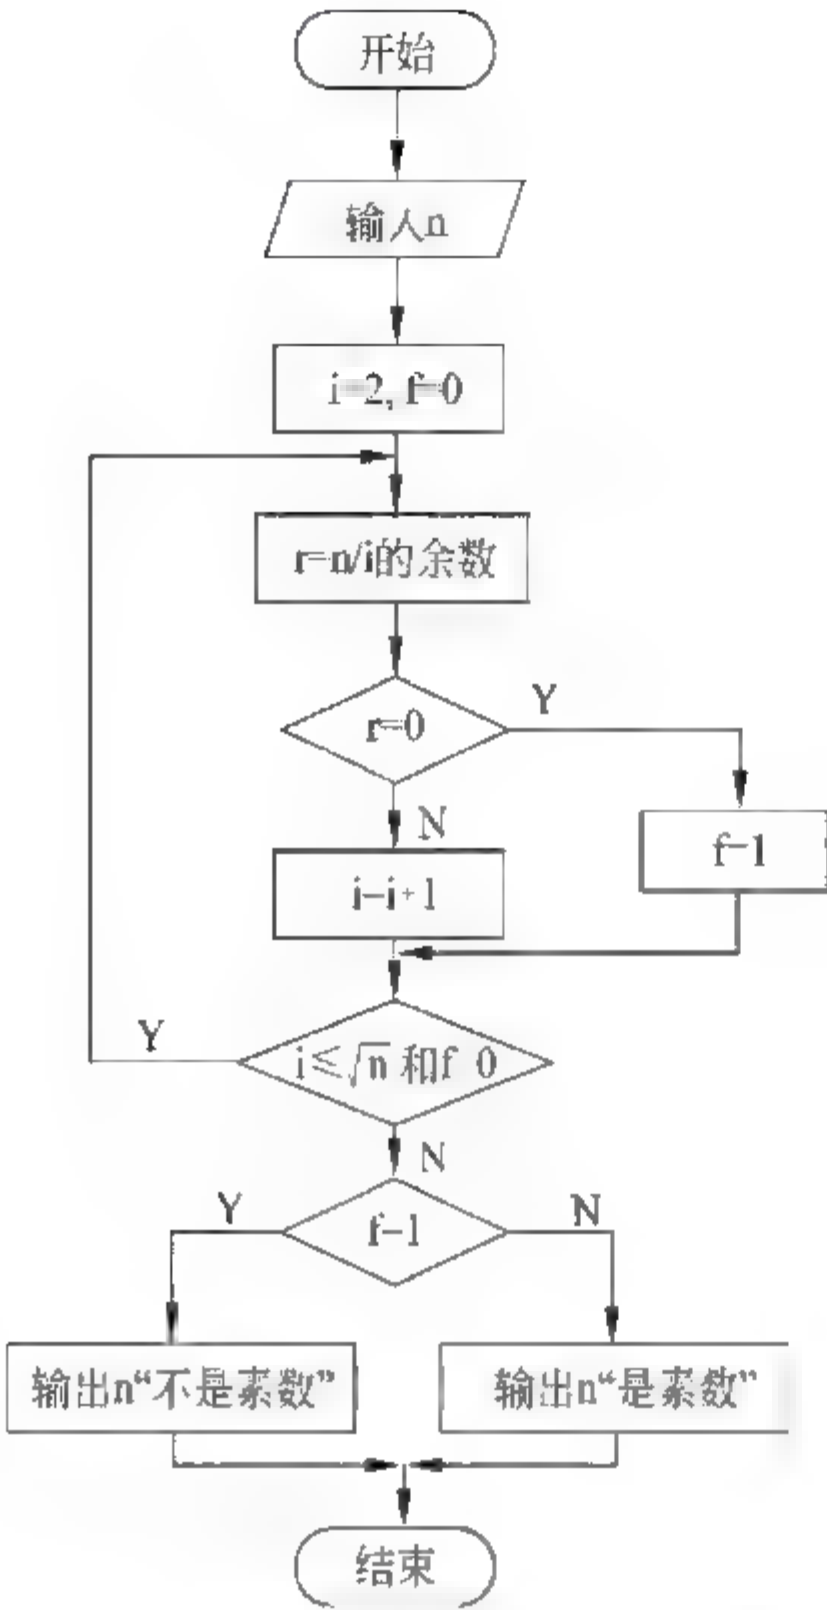 开始
输入n
i=2, f=0
r=n/i的余数
r=0
Y
N
f=1
i=i+1
Y
i≤√n 和f=0
N
Y
f=1
N
输出n“不是素数”
输出n“是素数”
结束